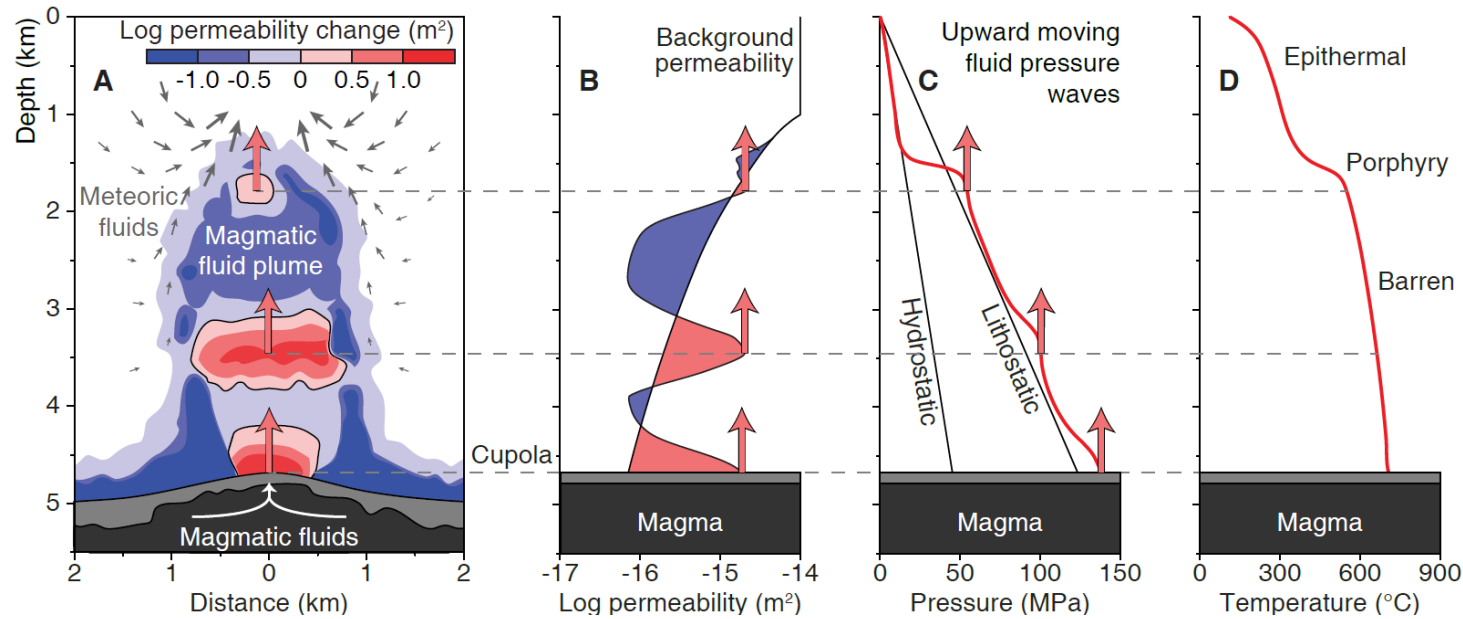 Log permeability change (m²)
-1.0 -0.5 0 0.5 1.0
A
Depth (km)
0
1
2
3
4
5
Meteoric
fluids
Magmatic
fluid plume
Magmatic fluids
2 1 0 1 2
Distance (km)
Cupola
B
Background
permeability
Magma
-17 -16 -15 -14
Log permeability (m²)
C
Upward moving
fluid pressure
waves
Hydrostatic
Lithostatic
Magma
0 50 100 150
Pressure (MPa)
D
Epithermal
Porphyry
Barren
Magma
0 300 600 900
Temperature (°C)